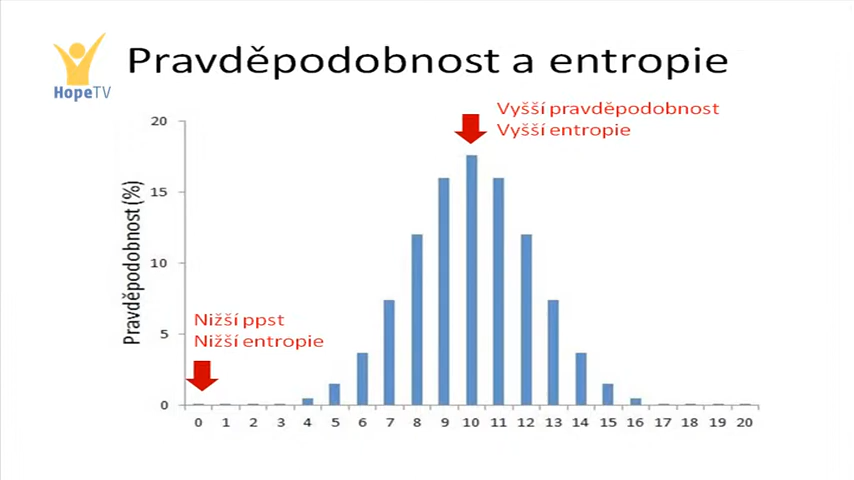 Pravděpodobnost a entropie
HopeTV
Vyšší pravděpodobnost
Vyšší entropie
20
15
10
5
0
Pravděpodobnost (%)
Nižší ppst
Nižší entropie
0 1 2 3 4 5 6 7 8 9 10 11 12 13 14 15 16 17 18 19 20